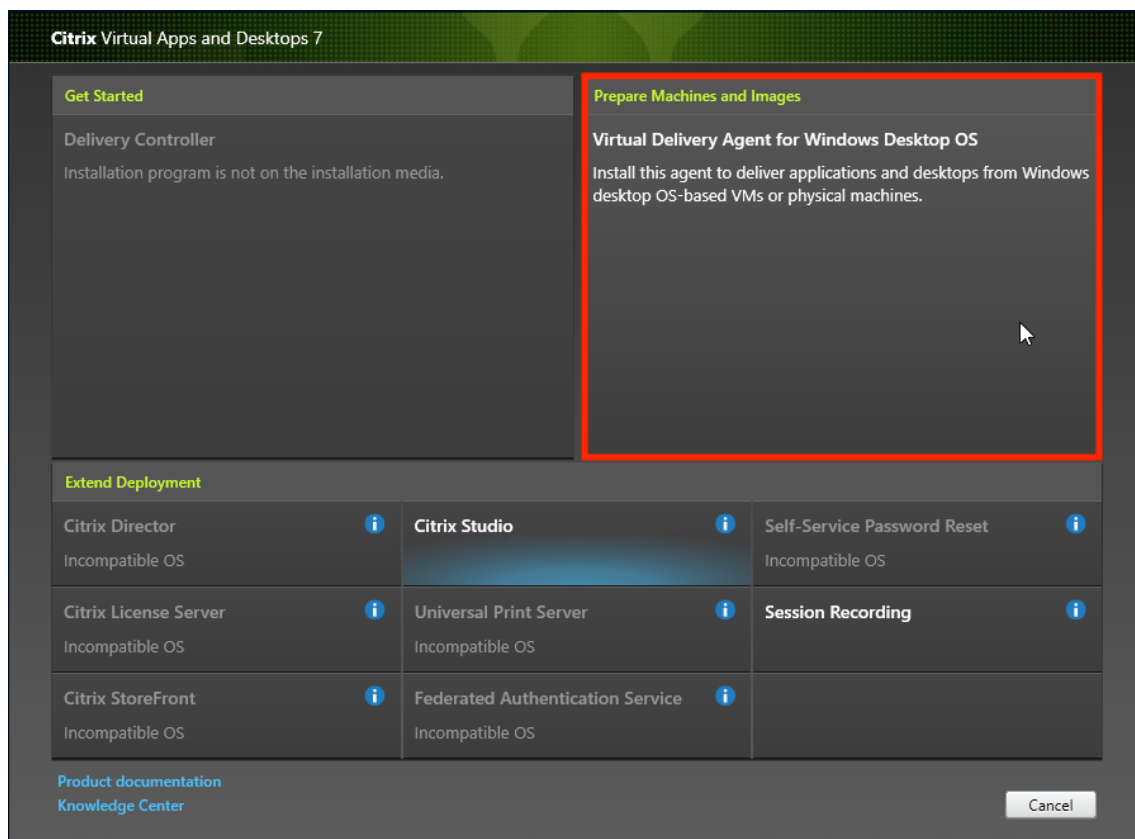 Citrix Virtual Apps and Desktops 7
Get Started
Delivery Controller
Installation program is not on the installation media.
Prepare Machines and Images
Virtual Delivery Agent for Windows Desktop OS
Install this agent to deliver applications and desktops from Windows
desktop OS-based VMs or physical machines.
Extend Deployment
Citrix Director
Incompatible OS
Citrix Studio
Self-Service Password Reset
Incompatible OS
Citrix License Server
Incompatible OS
Universal Print Server
Incompatible OS
Session Recording
Citrix StoreFront
Incompatible OS
Federated Authentication Service
Incompatible OS
Product documentation
Knowledge Center
Cancel